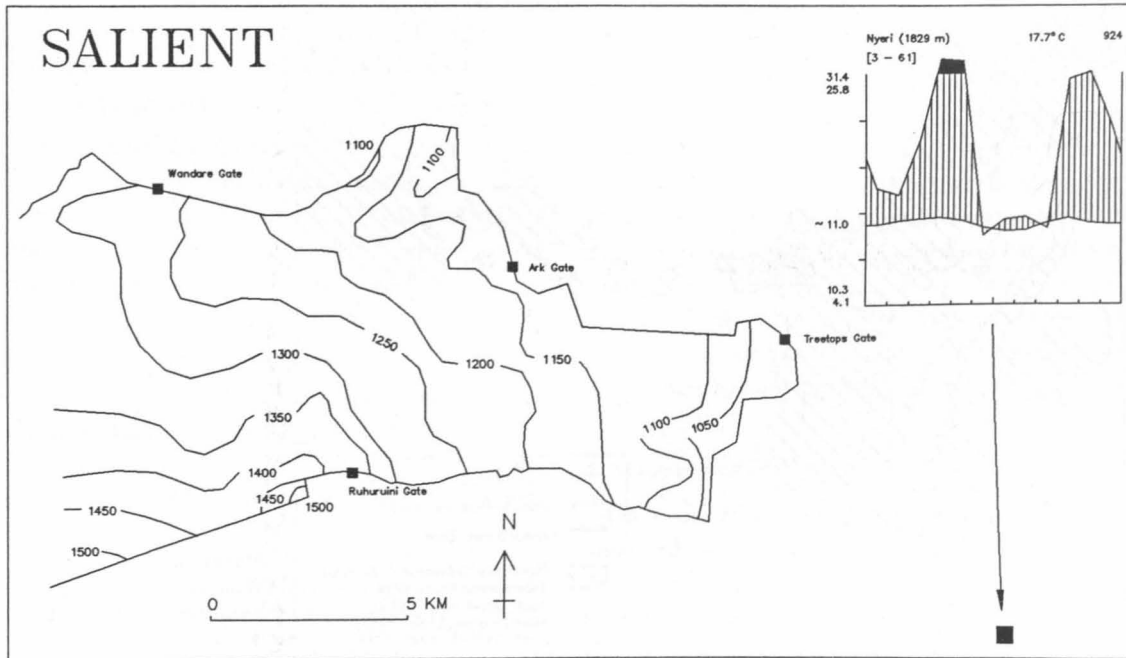 SALIENT
Nyeri (1829 m) 17.7° C 924
[3 – 61]
31.4
25.8
~ 11.0
10.3
4.1
1100
1100
Wandare Gate
Ark Gate
Treetops Gate
1300
1250
1200
1150
1350
1100
1050
1400
Ruhuruini Gate
1450
1500
1450
1500
N
0 5 KM